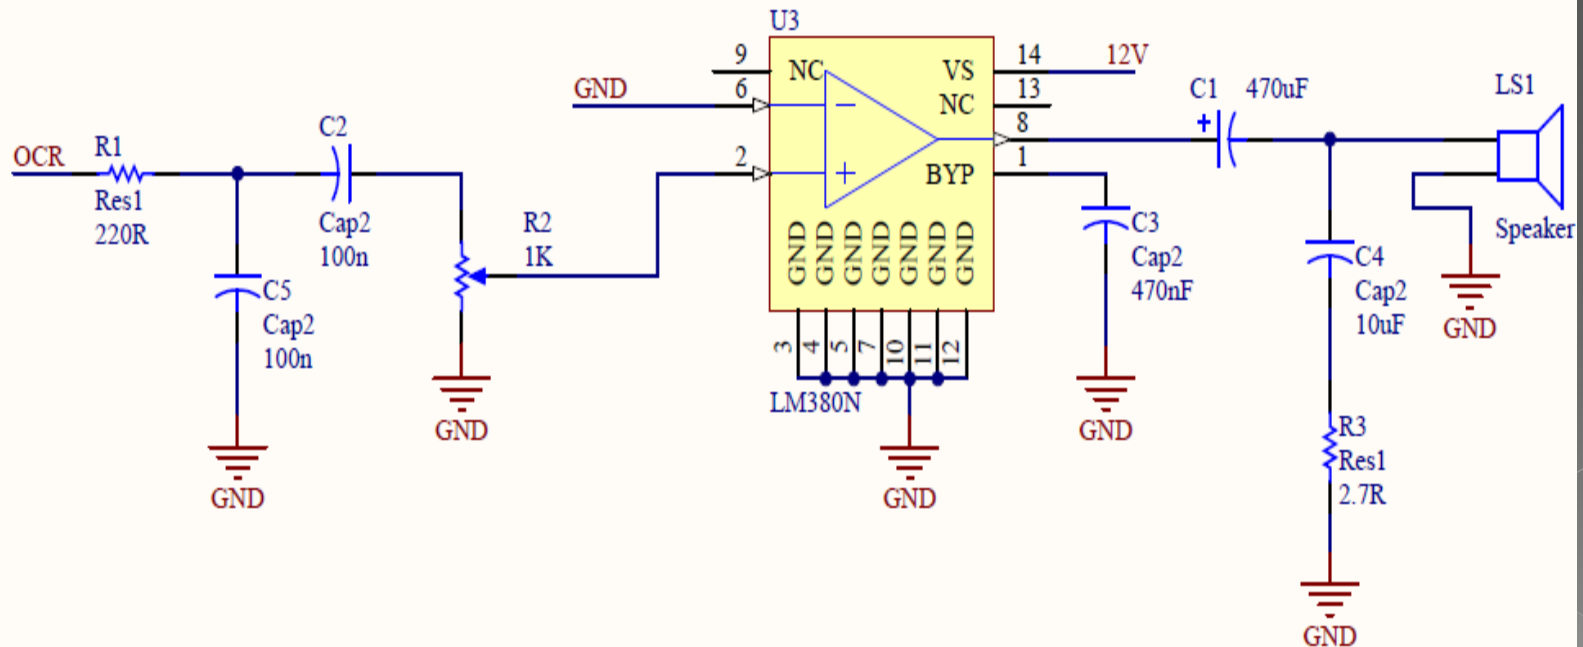 U3
9
NC
VS
14
12V
GND
6
NC
13
C1
470uF
LS1
8
OCR
R1
C2
2
BYP
1
Res1
220R
Cap2
100n
R2
1K
GND
GND
GND
GND
GND
GND
GND
C3
Cap2
470nF
Speaker
C5
Cap2
100n
C4
Cap2
10uF
GND
3
4
5
7
10
11
12
LM380N
GND
GND
R3
Res1
2.7R
GND
GND
GND